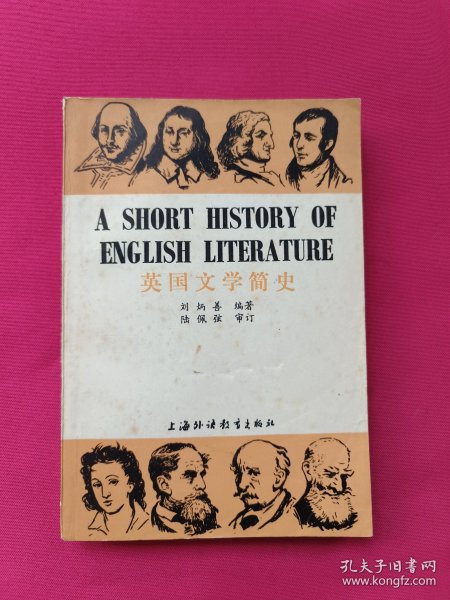 A SHORT HISTORY OF
ENGLISH LITERATURE
英国文学简史
刘炳善 编著
陆佩弦 审订
上海外语教育出版社
孔夫子旧书网
www.kongfz.com